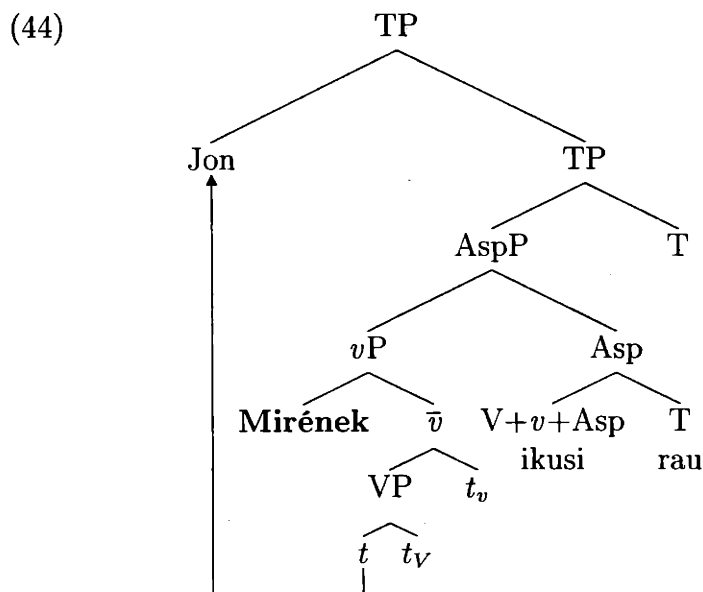 (44) TP
Jon TP
AspP T
vP Asp
Mirének v̄ V+v+Asp T
ikusi rau
VP t_v
t t_V